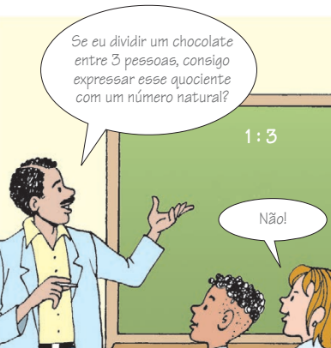 Se eu dividir um chocolate
entre 3 pessoas, consigo
expressar esse quociente
com um número natural?
1 : 3
Não!